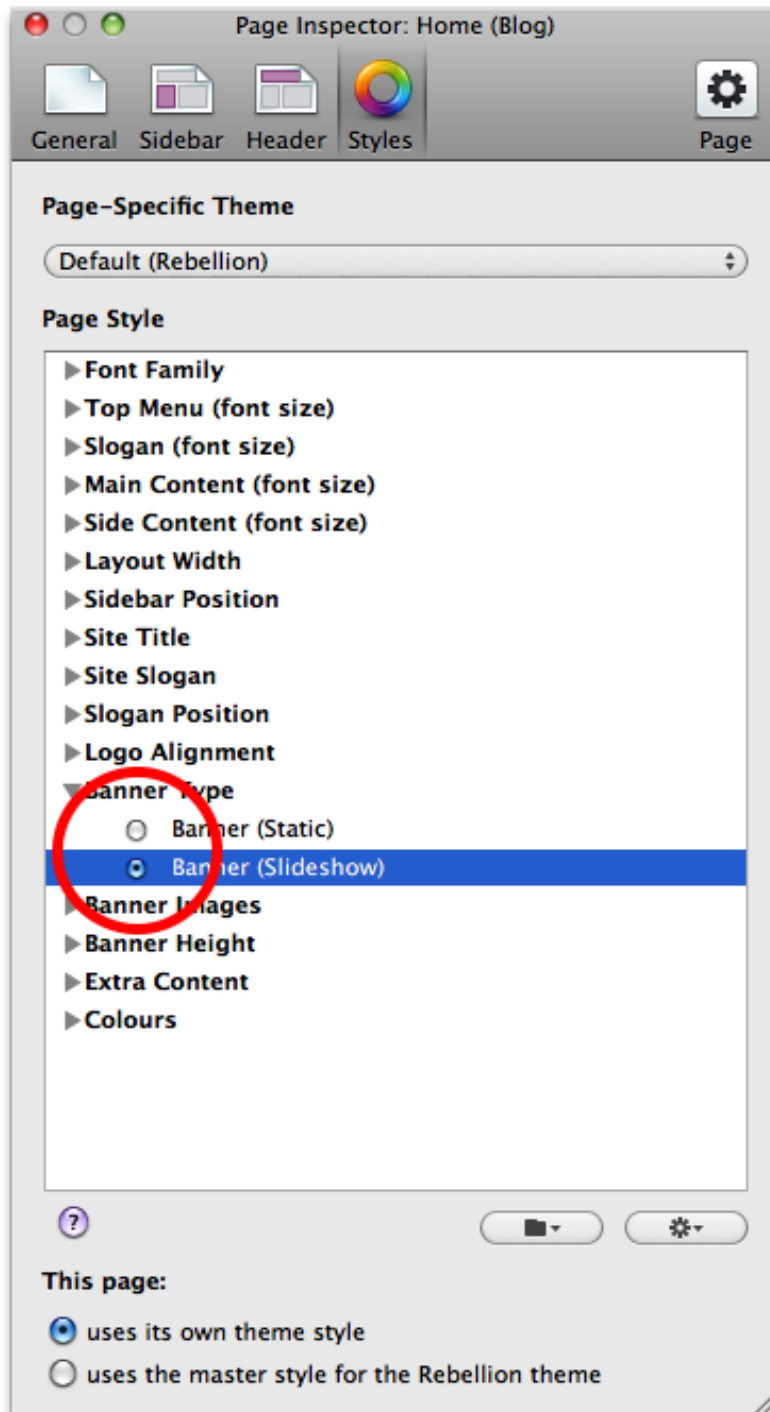 Page Inspector: Home (Blog)
General Sidebar Header Styles Page
Page-Specific Theme
Default (Rebellion)
Page Style
Font Family
Top Menu (font size)
Slogan (font size)
Main Content (font size)
Side Content (font size)
Layout Width
Sidebar Position
Site Title
Site Slogan
Slogan Position
Logo Alignment
Banner Type
Banner (Static)
Banner (Slideshow)
Banner Images
Banner Height
Extra Content
Colours
?
This page:
uses its own theme style
uses the master style for the Rebellion theme